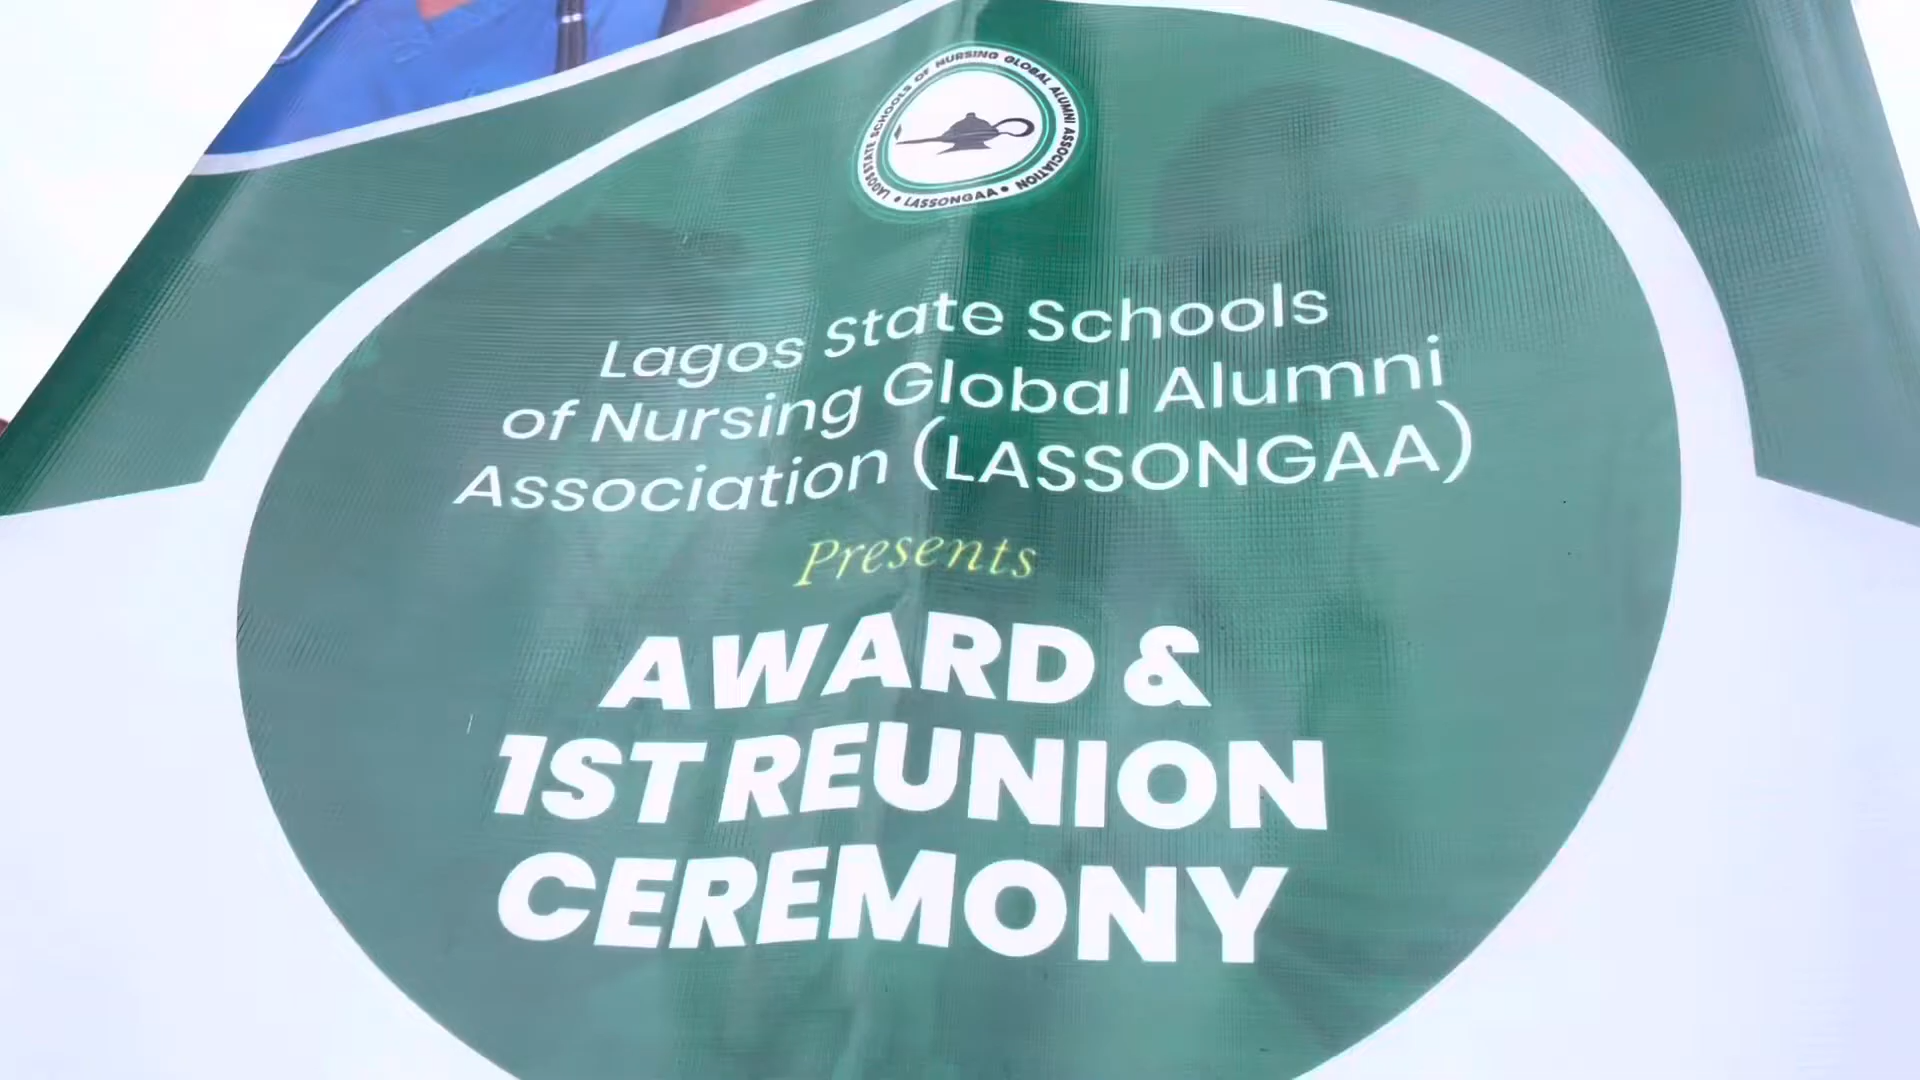 LAGOS STATE SCHOOLS OF NURSING GLOBAL ALUMNI ASSOCIATION
• LASSONGAA •
Lagos State Schools
of Nursing Global Alumni
Association (LASSONGAA)
Presents
AWARD &
1ST REUNION
CEREMONY